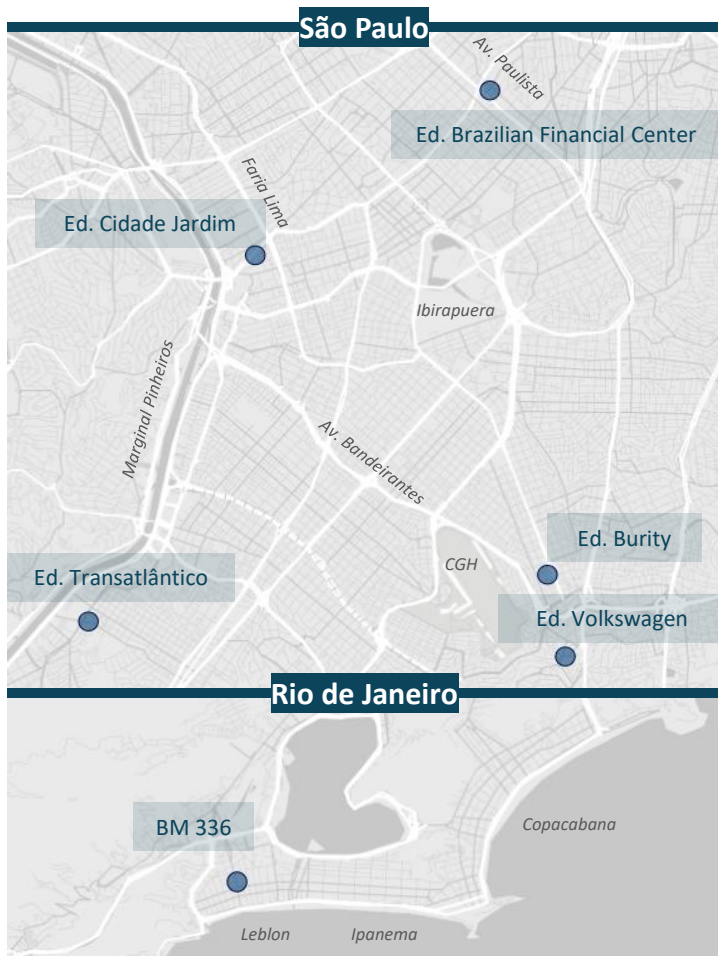 São Paulo
Av. Paulista
Ed. Brazilian Financial Center
Faria Lima
Ed. Cidade Jardim
Ibirapuera
Marginal Pinheiros
Av. Bandeirantes
Ed. Burity
CGH
Ed. Transatlântico
Ed. Volkswagen
Rio de Janeiro
BM 336
Copacabana
Leblon
Ipanema